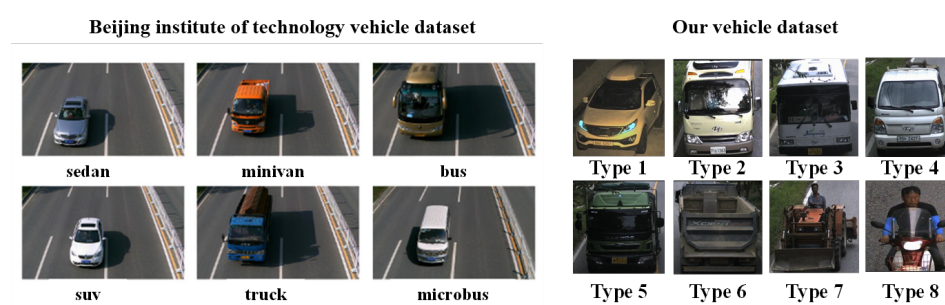 Beijing institute of technology vehicle dataset
Our vehicle dataset
sedan
minivan
bus
suv
truck
microbus
Type 1
Type 2
Type 3
Type 4
Type 5
Type 6
Type 7
Type 8